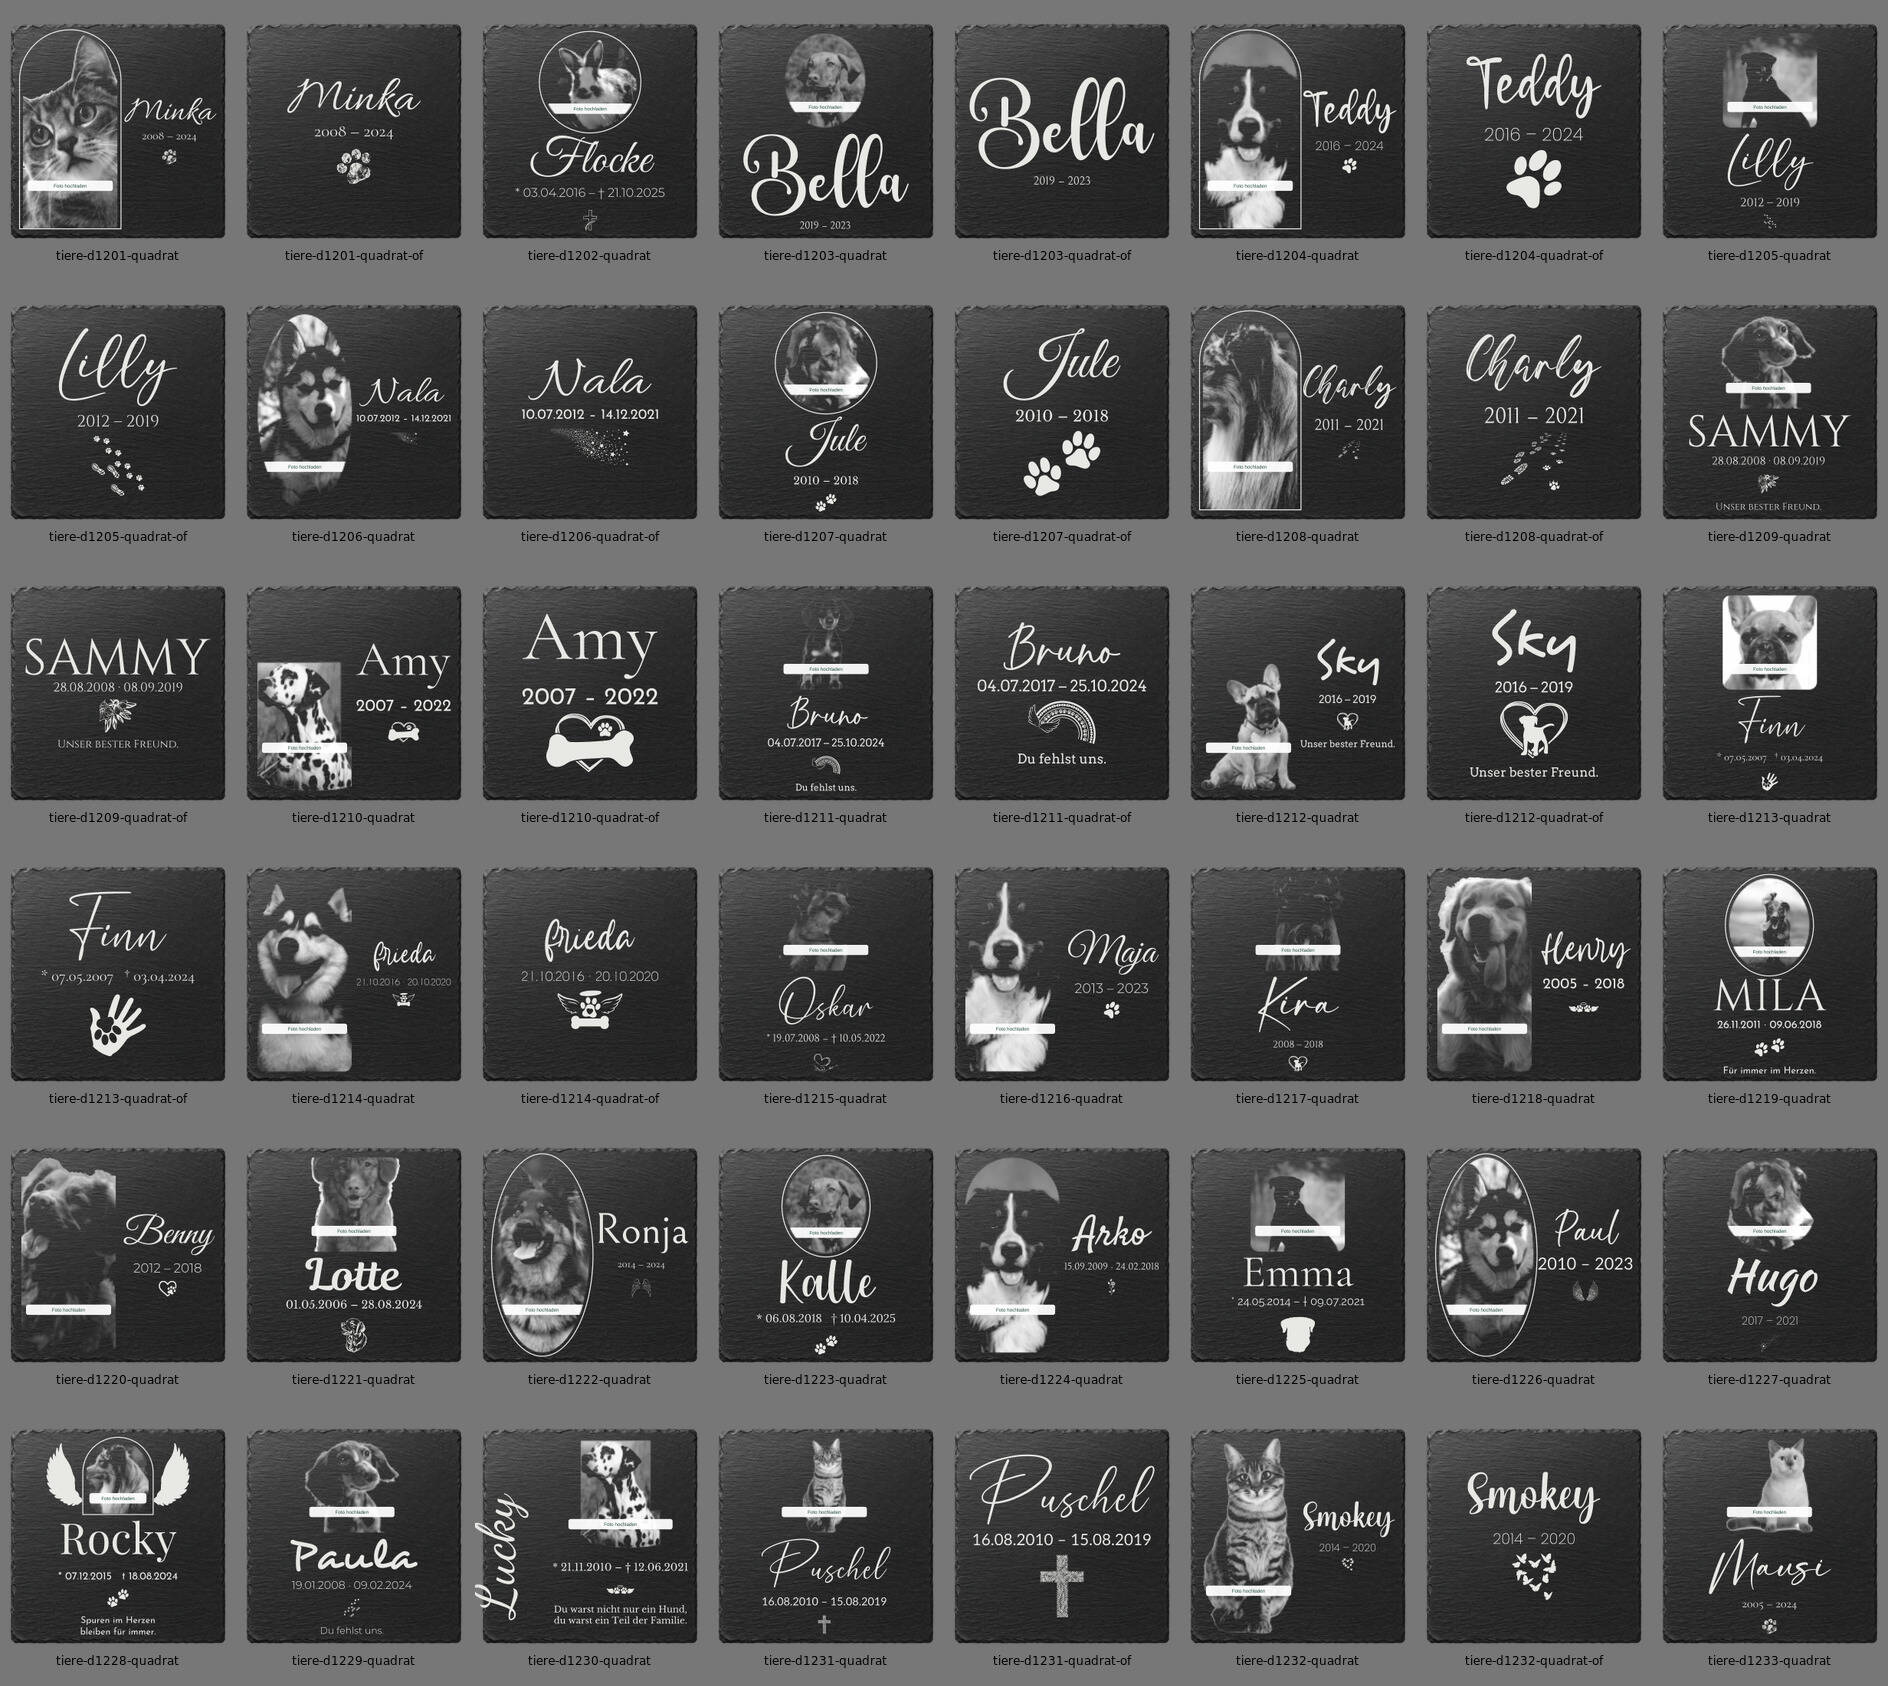 Minka
2008 – 2024
Foto hochladen
tiere-d1201-quadrat
Minka
2008 – 2024
tiere-d1201-quadrat-of
Foto hochladen
Flocke
* 03.04.2016 – † 21.10.2025
tiere-d1202-quadrat
Foto hochladen
Bella
2019 – 2023
tiere-d1203-quadrat
Bella
2019 – 2023
tiere-d1203-quadrat-of
Teddy
2016 – 2024
Foto hochladen
tiere-d1204-quadrat
Teddy
2016 – 2024
tiere-d1204-quadrat-of
Foto hochladen
Lilly
2012 – 2019
tiere-d1205-quadrat
Lilly
2012 – 2019
tiere-d1205-quadrat-of
Nala
10.07.2012 - 14.12.2021
Foto hochladen
tiere-d1206-quadrat
Nala
10.07.2012 - 14.12.2021
tiere-d1206-quadrat-of
Foto hochladen
Jule
2010 – 2018
tiere-d1207-quadrat
Jule
2010 – 2018
tiere-d1207-quadrat-of
Charly
2011 – 2021
Foto hochladen
tiere-d1208-quadrat
Charly
2011 – 2021
tiere-d1208-quadrat-of
Foto hochladen
SAMMY
28.08.2008 · 08.09.2019
Unser bester Freund.
tiere-d1209-quadrat
SAMMY
28.08.2008 · 08.09.2019
Unser bester Freund.
tiere-d1209-quadrat-of
Amy
2007 - 2022
Foto hochladen
tiere-d1210-quadrat
Amy
2007 - 2022
tiere-d1210-quadrat-of
Foto hochladen
Bruno
04.07.2017 – 25.10.2024
Du fehlst uns.
tiere-d1211-quadrat
Bruno
04.07.2017 – 25.10.2024
Du fehlst uns.
tiere-d1211-quadrat-of
Sky
2016 – 2019
Unser bester Freund.
Foto hochladen
tiere-d1212-quadrat
Sky
2016 – 2019
Unser bester Freund.
tiere-d1212-quadrat-of
Foto hochladen
Finn
* 07.05.2007 † 03.04.2024
tiere-d1213-quadrat
Finn
* 07.05.2007 † 03.04.2024
tiere-d1213-quadrat-of
frieda
21.10.2016 · 20.10.2020
Foto hochladen
tiere-d1214-quadrat
frieda
21.10.2016 · 20.10.2020
tiere-d1214-quadrat-of
Foto hochladen
Oskar
* 19.07.2008 – † 10.05.2022
tiere-d1215-quadrat
Maja
2013 – 2023
Foto hochladen
tiere-d1216-quadrat
Foto hochladen
Kira
2008 – 2018
tiere-d1217-quadrat
Henry
2005 - 2018
Foto hochladen
tiere-d1218-quadrat
Foto hochladen
MILA
26.11.2011 · 09.06.2018
Für immer im Herzen.
tiere-d1219-quadrat
Benny
2012 – 2018
Foto hochladen
tiere-d1220-quadrat
Foto hochladen
Lotte
01.05.2006 – 28.08.2024
tiere-d1221-quadrat
Ronja
2014 – 2024
Foto hochladen
tiere-d1222-quadrat
Foto hochladen
Kalle
* 06.08.2018 † 10.04.2025
tiere-d1223-quadrat
Arko
15.09.2009 · 24.02.2018
Foto hochladen
tiere-d1224-quadrat
Foto hochladen
Emma
* 24.05.2014 – † 09.07.2021
tiere-d1225-quadrat
Paul
2010 – 2023
Foto hochladen
tiere-d1226-quadrat
Foto hochladen
Hugo
2017 – 2021
tiere-d1227-quadrat
Foto hochladen
Rocky
* 07.12.2015 † 18.08.2024
Spuren im Herzen
bleiben für immer.
tiere-d1228-quadrat
Foto hochladen
Paula
19.01.2008 · 09.02.2024
Du fehlst uns.
tiere-d1229-quadrat
Lucky
Foto hochladen
* 21.11.2010 – † 12.06.2021
Du warst nicht nur ein Hund,
du warst ein Teil der Familie.
tiere-d1230-quadrat
Foto hochladen
Puschel
16.08.2010 – 15.08.2019
tiere-d1231-quadrat
Puschel
16.08.2010 – 15.08.2019
tiere-d1231-quadrat-of
Smokey
2014 – 2020
Foto hochladen
tiere-d1232-quadrat
Smokey
2014 – 2020
tiere-d1232-quadrat-of
Foto hochladen
Mausi
2005 – 2024
tiere-d1233-quadrat